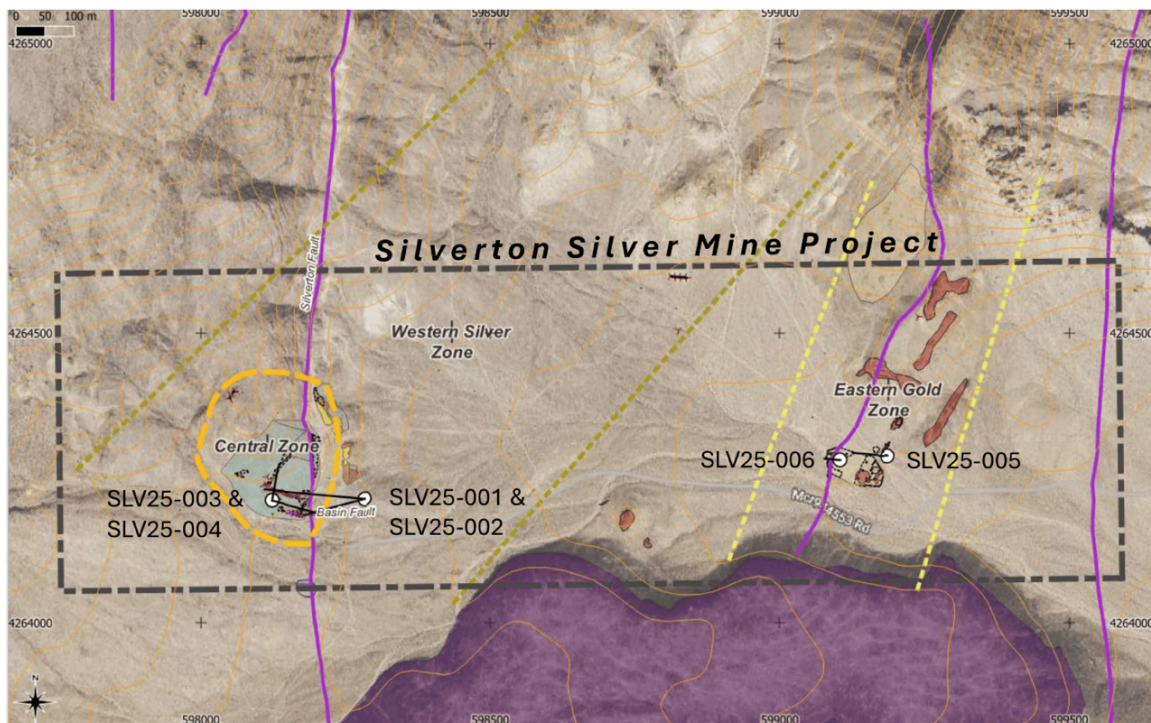 0 50 100 m
598000
598500
599000
599500
4265000
4265000
Silverton Silver Mine Project
Silverton Fault
Western Silver
Zone
4264500
4264500
Eastern Gold
Zone
Central Zone
SLV25-006
SLV25-005
SLV25-003 &
SLV25-004
SLV25-001 &
SLV25-002
Basin Fault
4553 Rd
4264000
4264000
N
598000
598500
599000
599500